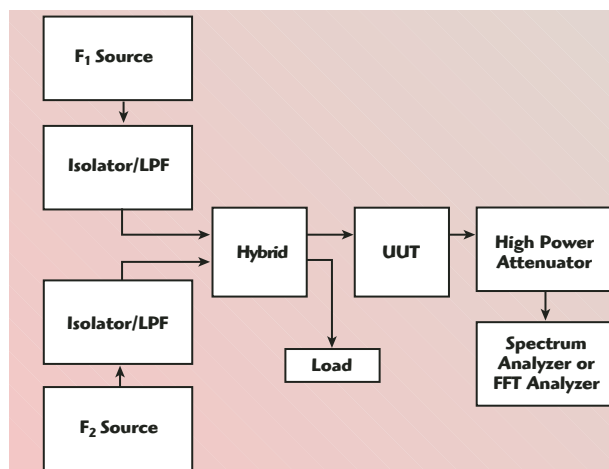 F₁ Source
Isolator/LPF
Hybrid
UUT
High Power
Attenuator
Isolator/LPF
Load
Spectrum
Analyzer or
FFT Analyzer
F₂ Source